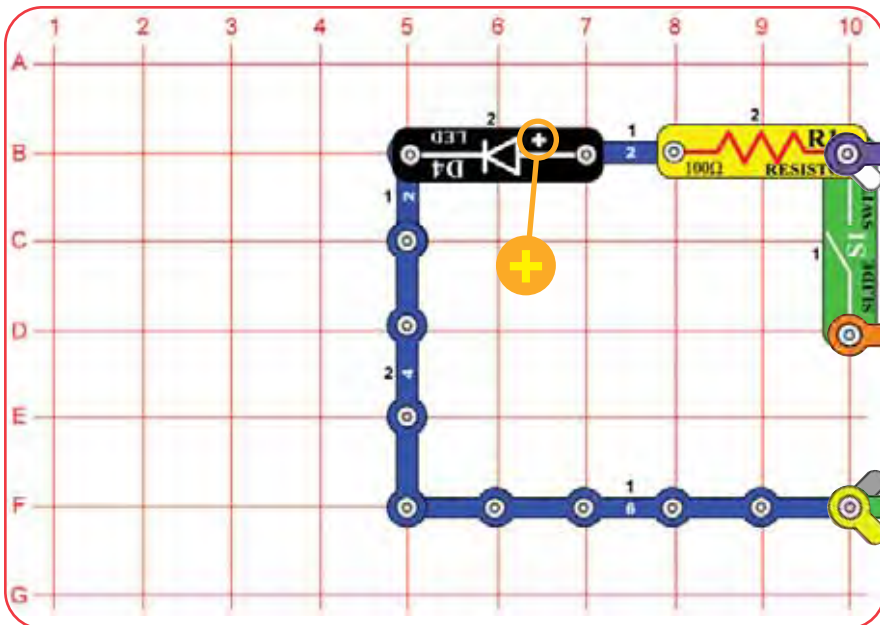 1 2 3 4 5 6 7 8 9 10
A
2 1 2
LED + R1
B 2
D4 100Ω RESISTO
1 2 SWI
C
1 S1
+
SLIDE
D
2 4
E
1
F 6
G